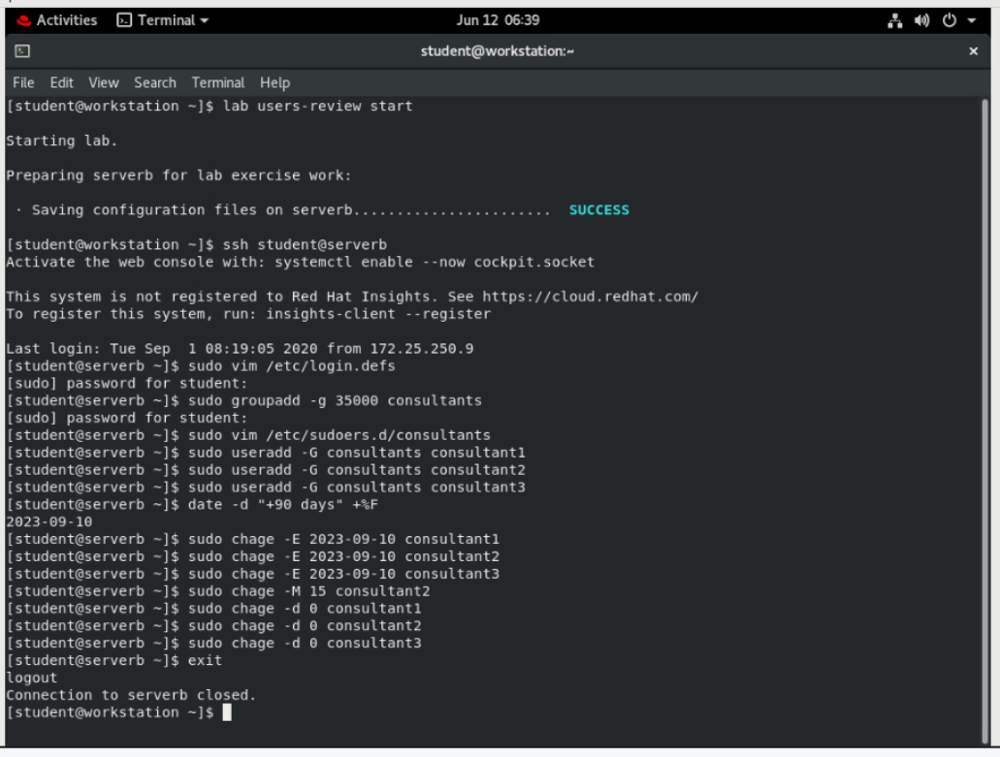 Activities Terminal Jun 12 06:39
student@workstation:~ ×
File Edit View Search Terminal Help
[student@workstation ~]$ lab users-review start
Starting lab.
Preparing serverb for lab exercise work:
· Saving configuration files on serverb....................... SUCCESS
[student@workstation ~]$ ssh student@serverb
Activate the web console with: systemctl enable --now cockpit.socket
This system is not registered to Red Hat Insights. See https://cloud.redhat.com/
To register this system, run: insights-client --register
Last login: Tue Sep  1 08:19:05 2020 from 172.25.250.9
[student@serverb ~]$ sudo vim /etc/login.defs
[sudo] password for student:
[student@serverb ~]$ sudo groupadd -g 35000 consultants
[sudo] password for student:
[student@serverb ~]$ sudo vim /etc/sudoers.d/consultants
[student@serverb ~]$ sudo useradd -G consultants consultant1
[student@serverb ~]$ sudo useradd -G consultants consultant2
[student@serverb ~]$ sudo useradd -G consultants consultant3
[student@serverb ~]$ date -d "+90 days" +%F
2023-09-10
[student@serverb ~]$ sudo chage -E 2023-09-10 consultant1
[student@serverb ~]$ sudo chage -E 2023-09-10 consultant2
[student@serverb ~]$ sudo chage -E 2023-09-10 consultant3
[student@serverb ~]$ sudo chage -M 15 consultant2
[student@serverb ~]$ sudo chage -d 0 consultant1
[student@serverb ~]$ sudo chage -d 0 consultant2
[student@serverb ~]$ sudo chage -d 0 consultant3
[student@serverb ~]$ exit
logout
Connection to serverb closed.
[student@workstation ~]$